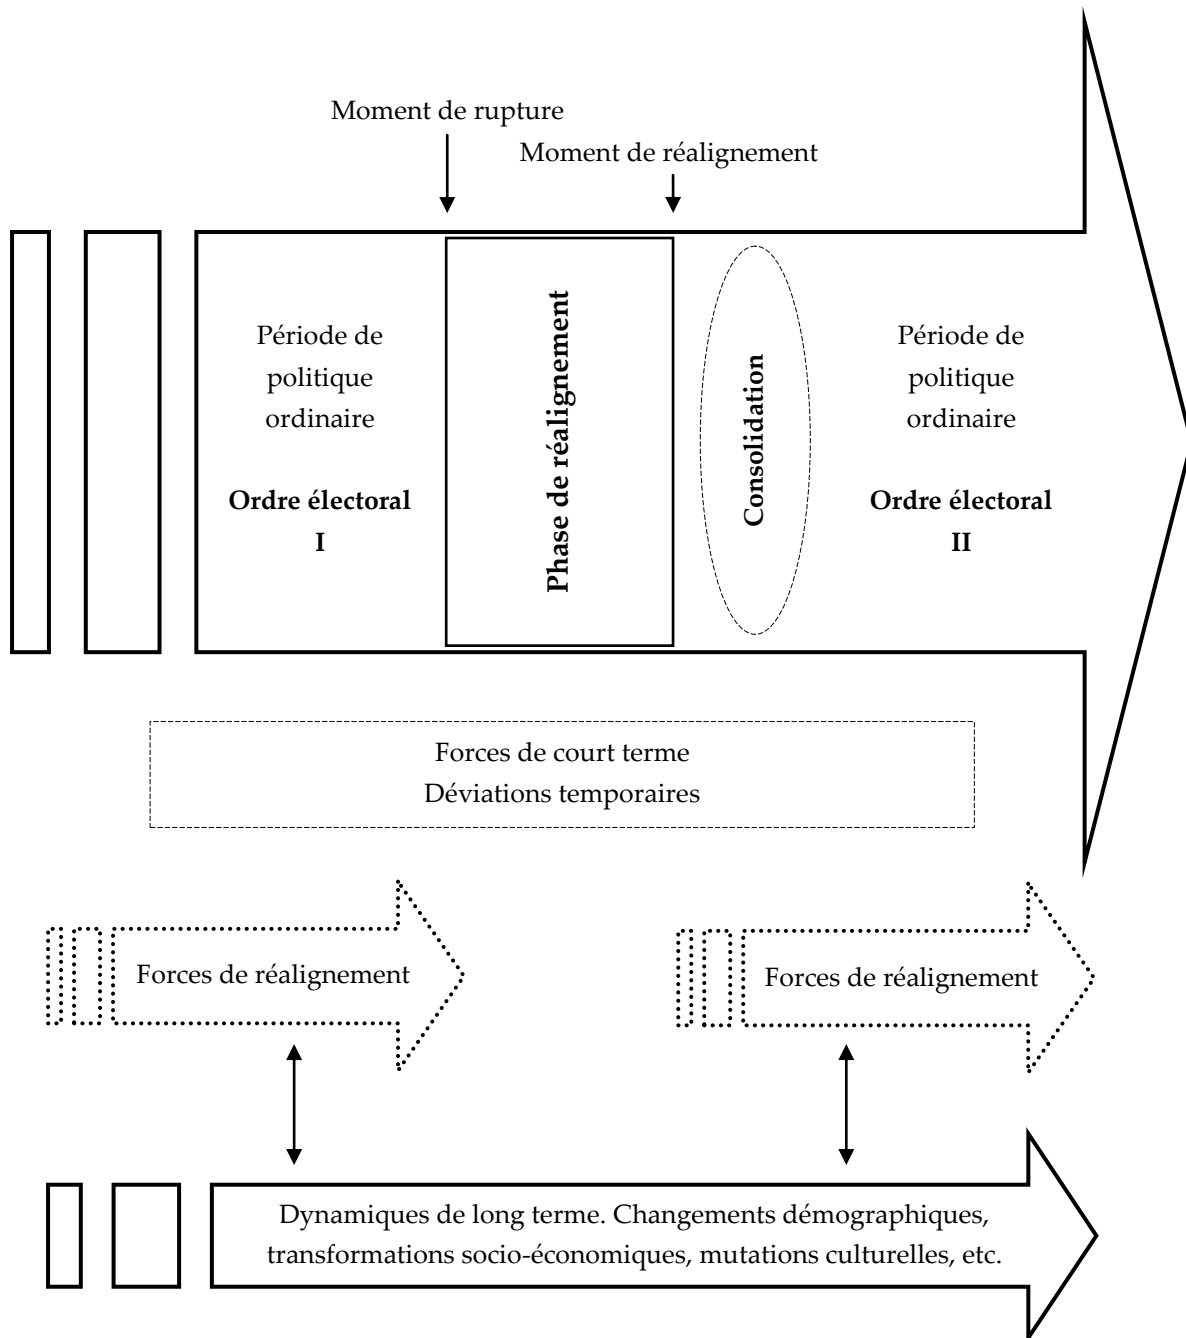 Moment de rupture
Moment de réalignement
Période de
politique
ordinaire
Ordre électoral
I
Phase de réalignement
Consolidation
Période de
politique
ordinaire
Ordre électoral
II
Forces de court terme
Déviations temporaires
Forces de réalignement
Forces de réalignement
Dynamiques de long terme. Changements démographiques,
transformations socio-économiques, mutations culturelles, etc.